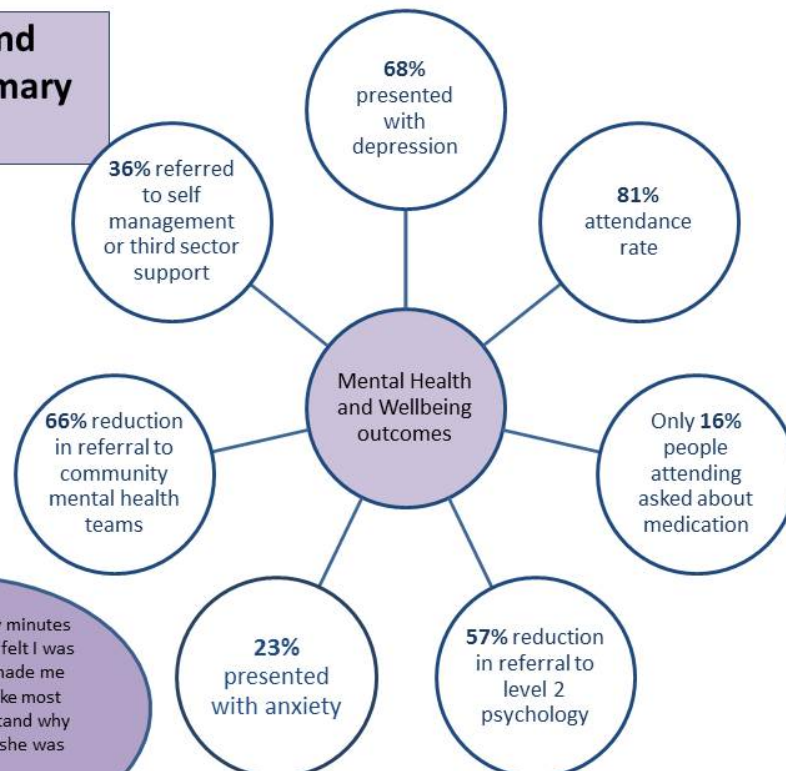 nd
mary
68%
presented
with
depression
81%
attendance
rate
Only 16%
people
attending
asked about
medication
57% reduction
in referral to
level 2
psychology
23%
presented
with anxiety
66% reduction
in referral to
community
mental health
teams
36% referred
to self
management
or third sector
support
Mental Health
and Wellbeing
outcomes
minutes
felt I was
made me
ke most
tand why
she was